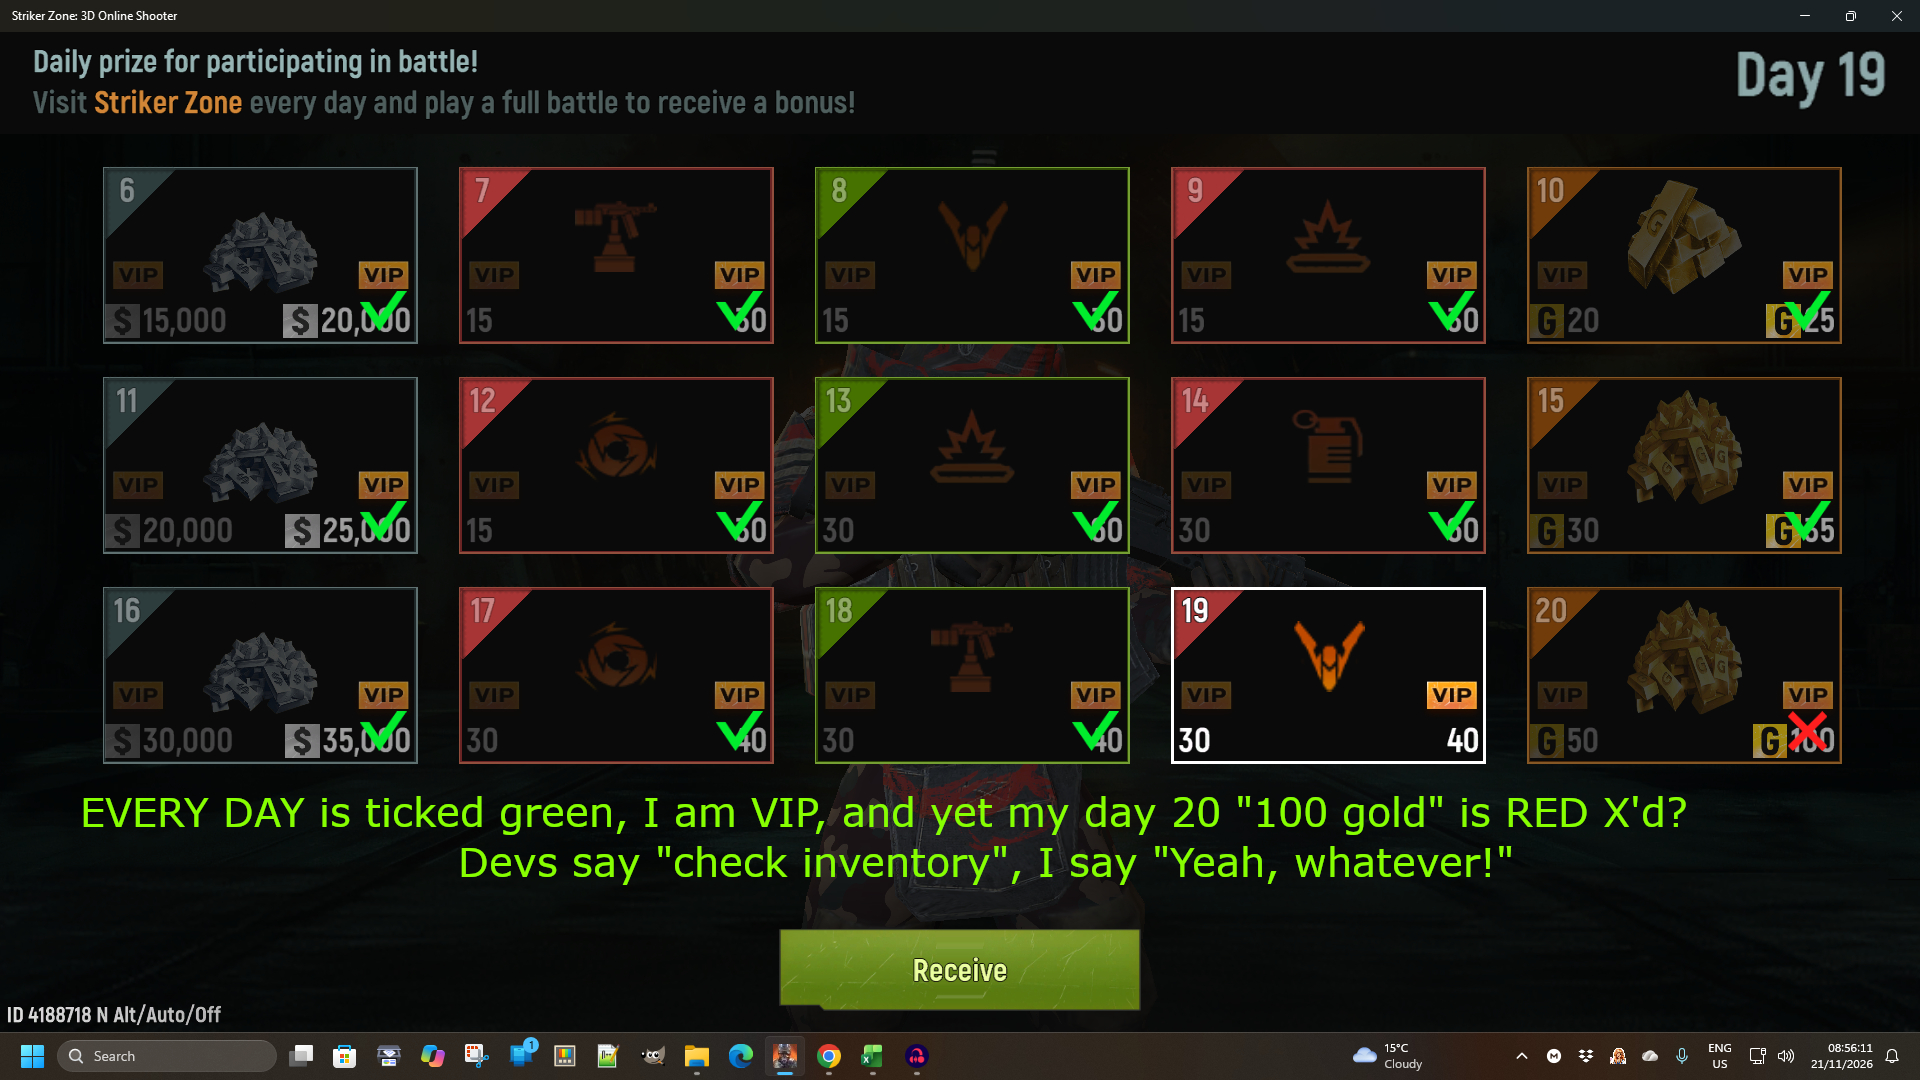 Striker Zone: 3D Online Shooter
Daily prize for participating in battle!
Day 19
Visit Striker Zone every day and play a full battle to receive a bonus!
6 7 8 9 10
VIP VIP VIP VIP VIP VIP VIP VIP VIP VIP
$ 15,000 $ 20,000 15 30 15 30 15 30 G 20 G 25
11 12 13 14 15
VIP VIP VIP VIP VIP VIP VIP VIP VIP VIP
$ 20,000 $ 25,000 15 30 30 30 G 30 G 35
16 17 18 19 20
VIP VIP VIP VIP VIP VIP VIP VIP VIP VIP
$ 30,000 $ 35,000 30 40 30 40 30 40 G 50 G 100
EVERY DAY is ticked green, I am VIP, and yet my day 20 "100 gold" is RED X'd?
Devs say "check inventory", I say "Yeah, whatever!"
Receive
ID 4188718 N Alt/Auto/Off
Search
1
15°C
Cloudy
ENG
US
08:56:11
21/11/2026